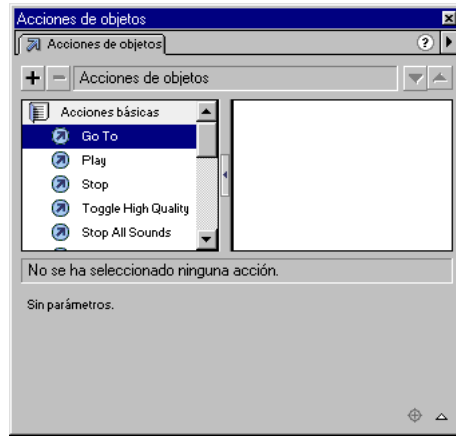 Acciones de objetos
Acciones de objetos
?
Acciones de objetos
Acciones básicas
Go To
Play
Stop
Toggle High Quality
Stop All Sounds
No se ha seleccionado ninguna acción.
Sin parámetros.